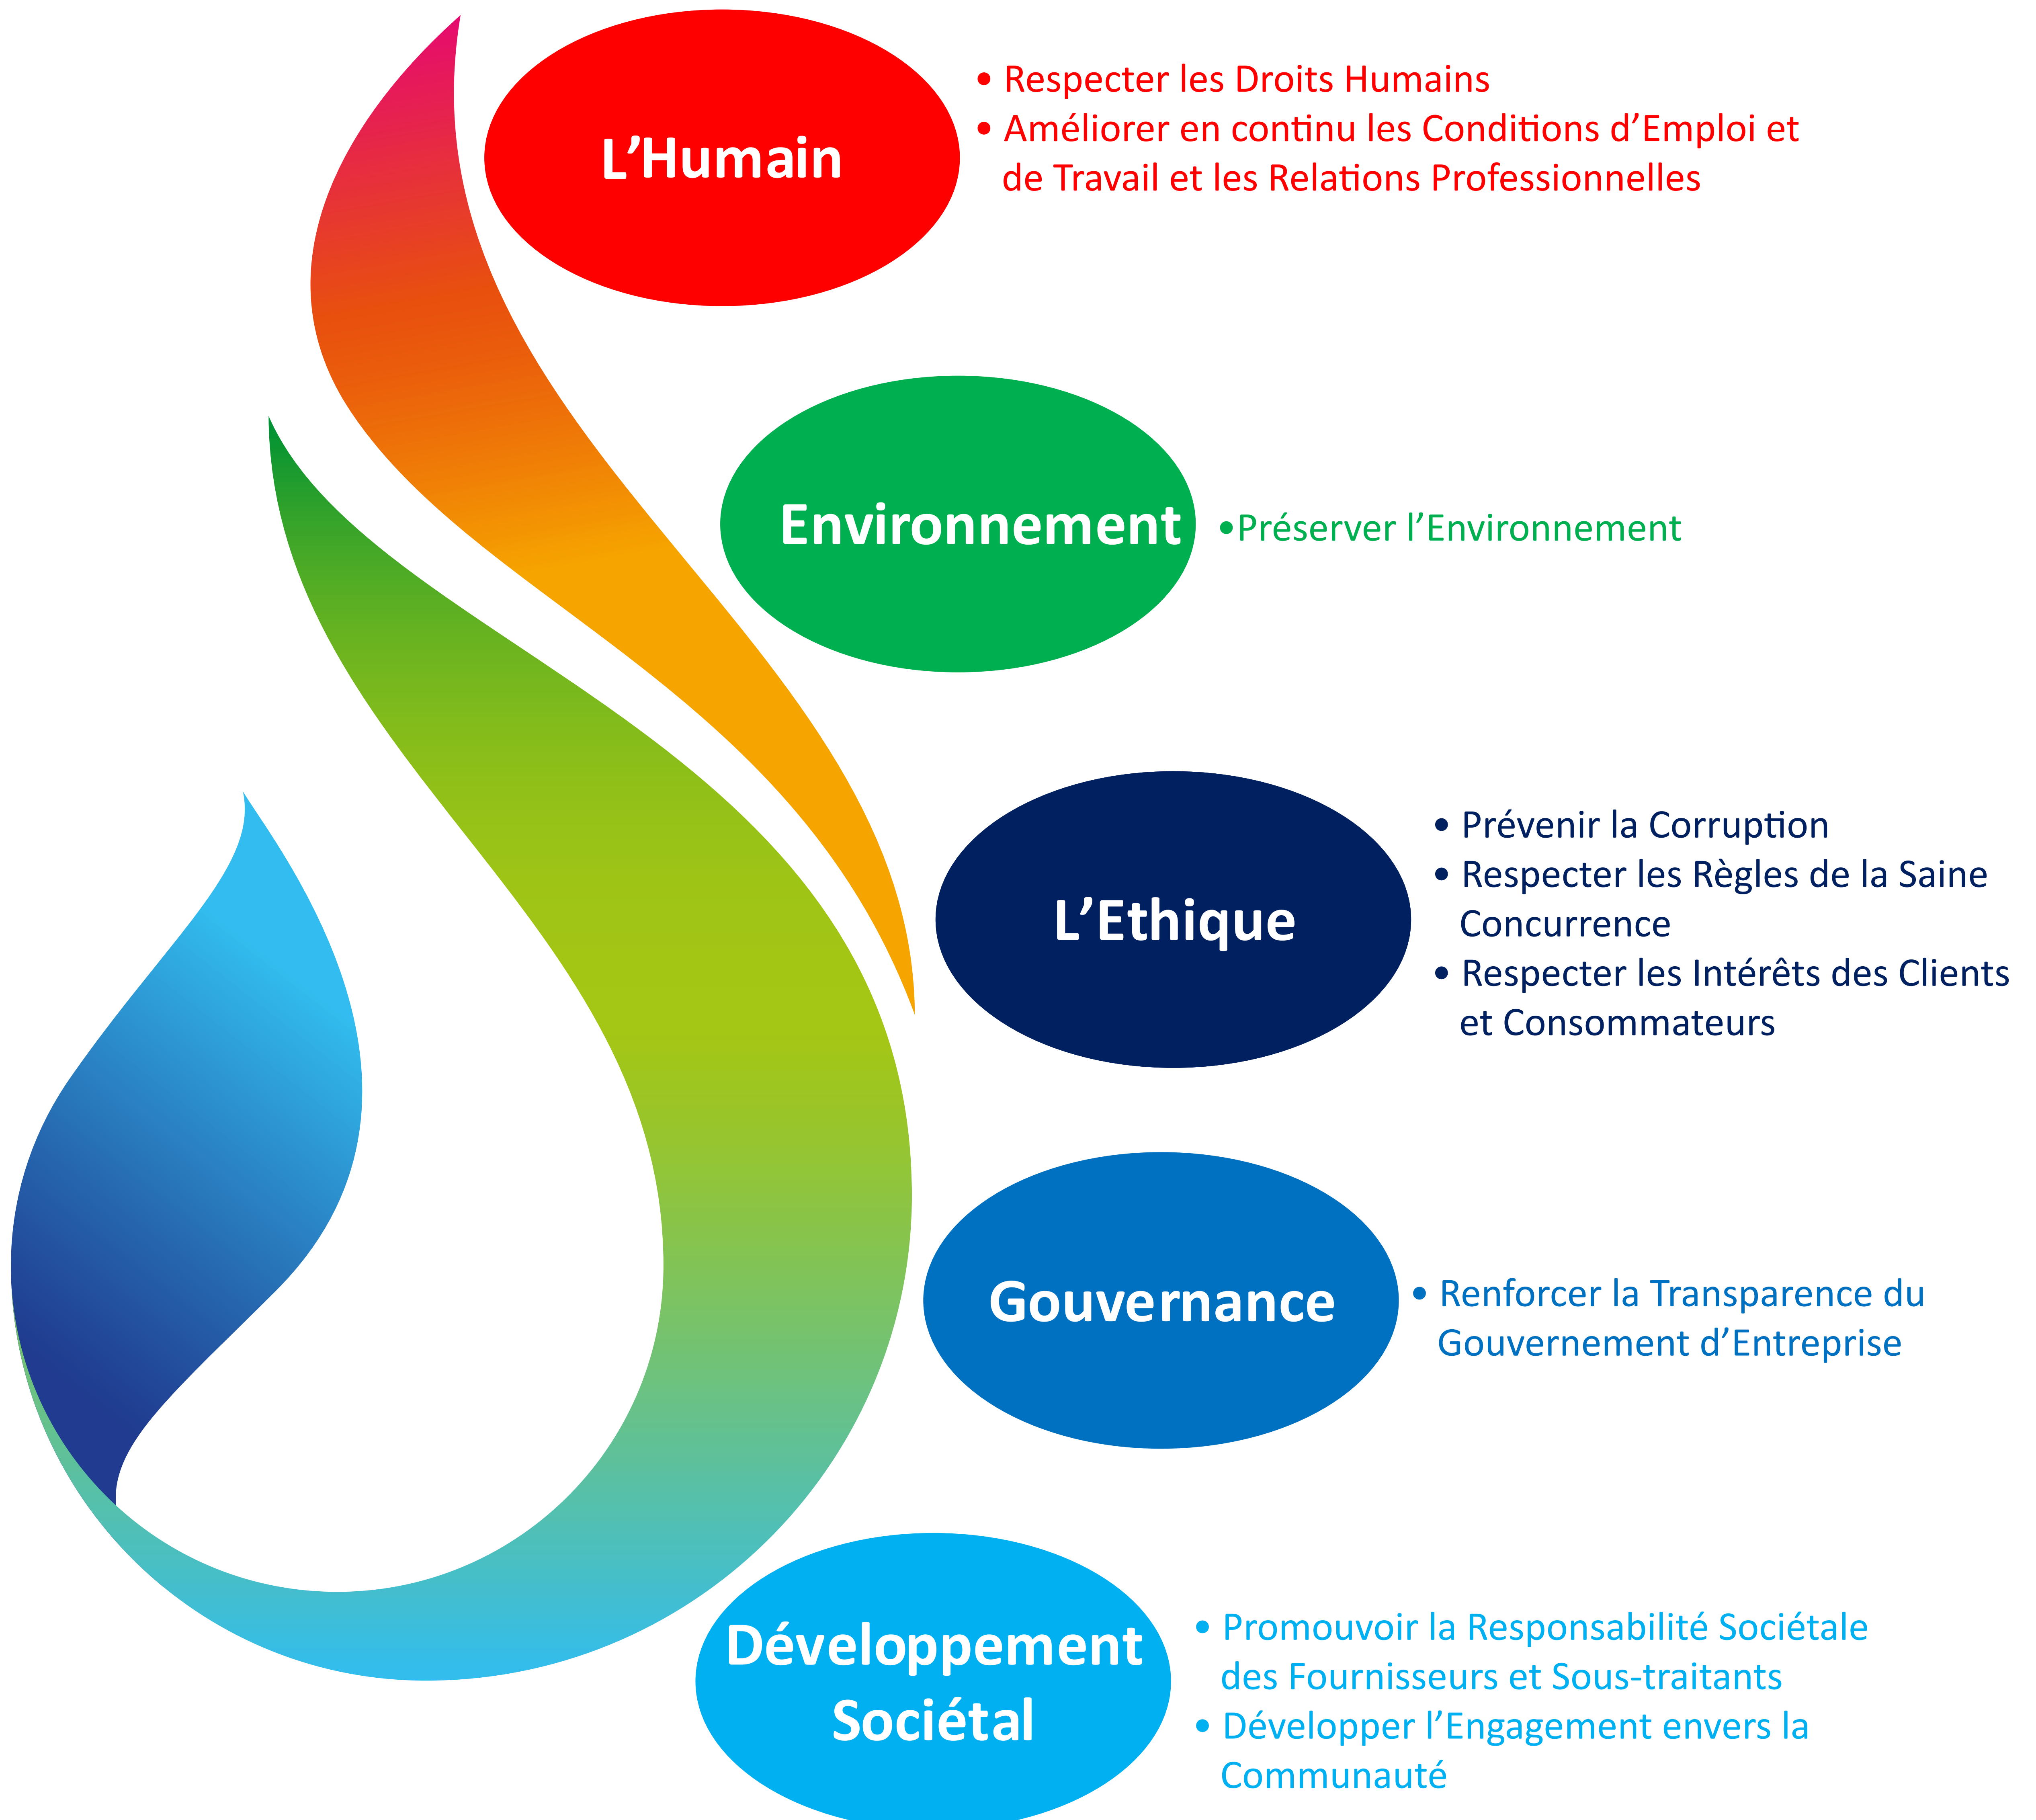 L’Humain
• Respecter les Droits Humains
• Améliorer en continu les Conditions d’Emploi et
de Travail et les Relations Professionnelles
Environnement
•Préserver l’Environnement
L’Ethique
• Prévenir la Corruption
• Respecter les Règles de la Saine
Concurrence
• Respecter les Intérêts des Clients
et Consommateurs
Gouvernance
• Renforcer la Transparence du
Gouvernement d’Entreprise
Développement
Sociétal
• Promouvoir la Responsabilité Sociétale
des Fournisseurs et Sous-traitants
• Développer l’Engagement envers la
Communauté